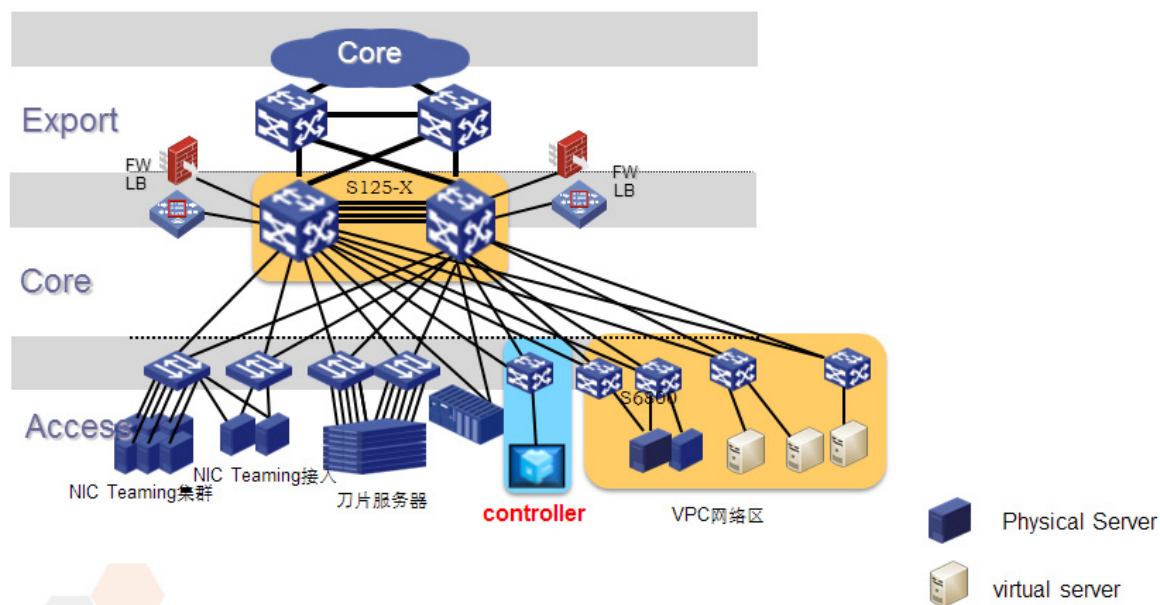 Core
Export
FW
LB
S125-X
FW
LB
Core
Access
S6800
NIC Teaming集群
NIC Teaming接入
刀片服务器
controller
VPC网络区
Physical Server
virtual server